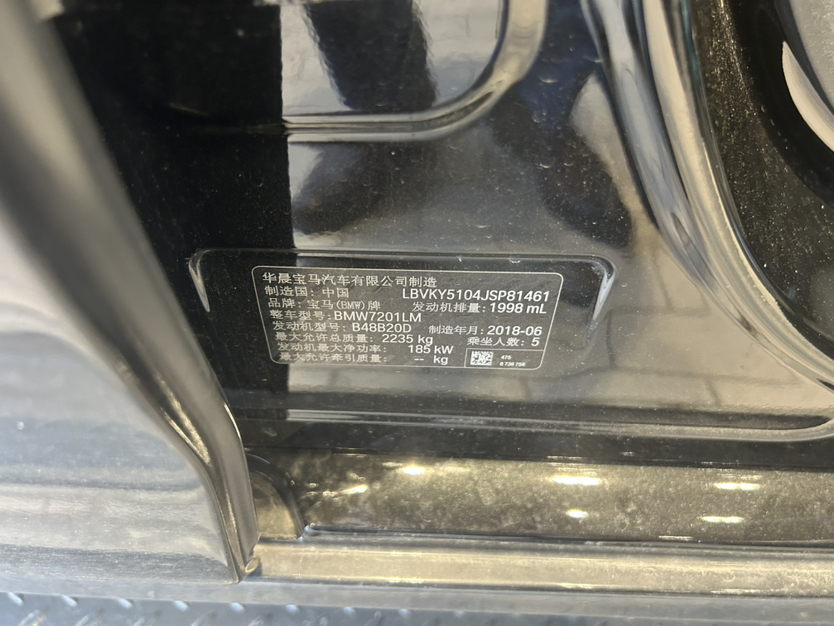 华晨宝马汽车有限公司制造
制造国：中国 LBVKY5104JSP81461
品牌：宝马(BMW)牌 发动机排量：1998 mL
整车型号：BMW7201LM
发动机型号：B48B20D 制造年月：2018-06
最大允许总质量：2235 kg 乘坐人数：5
发动机最大净功率：185 kW
最大允许牵引质量：-- kg
475